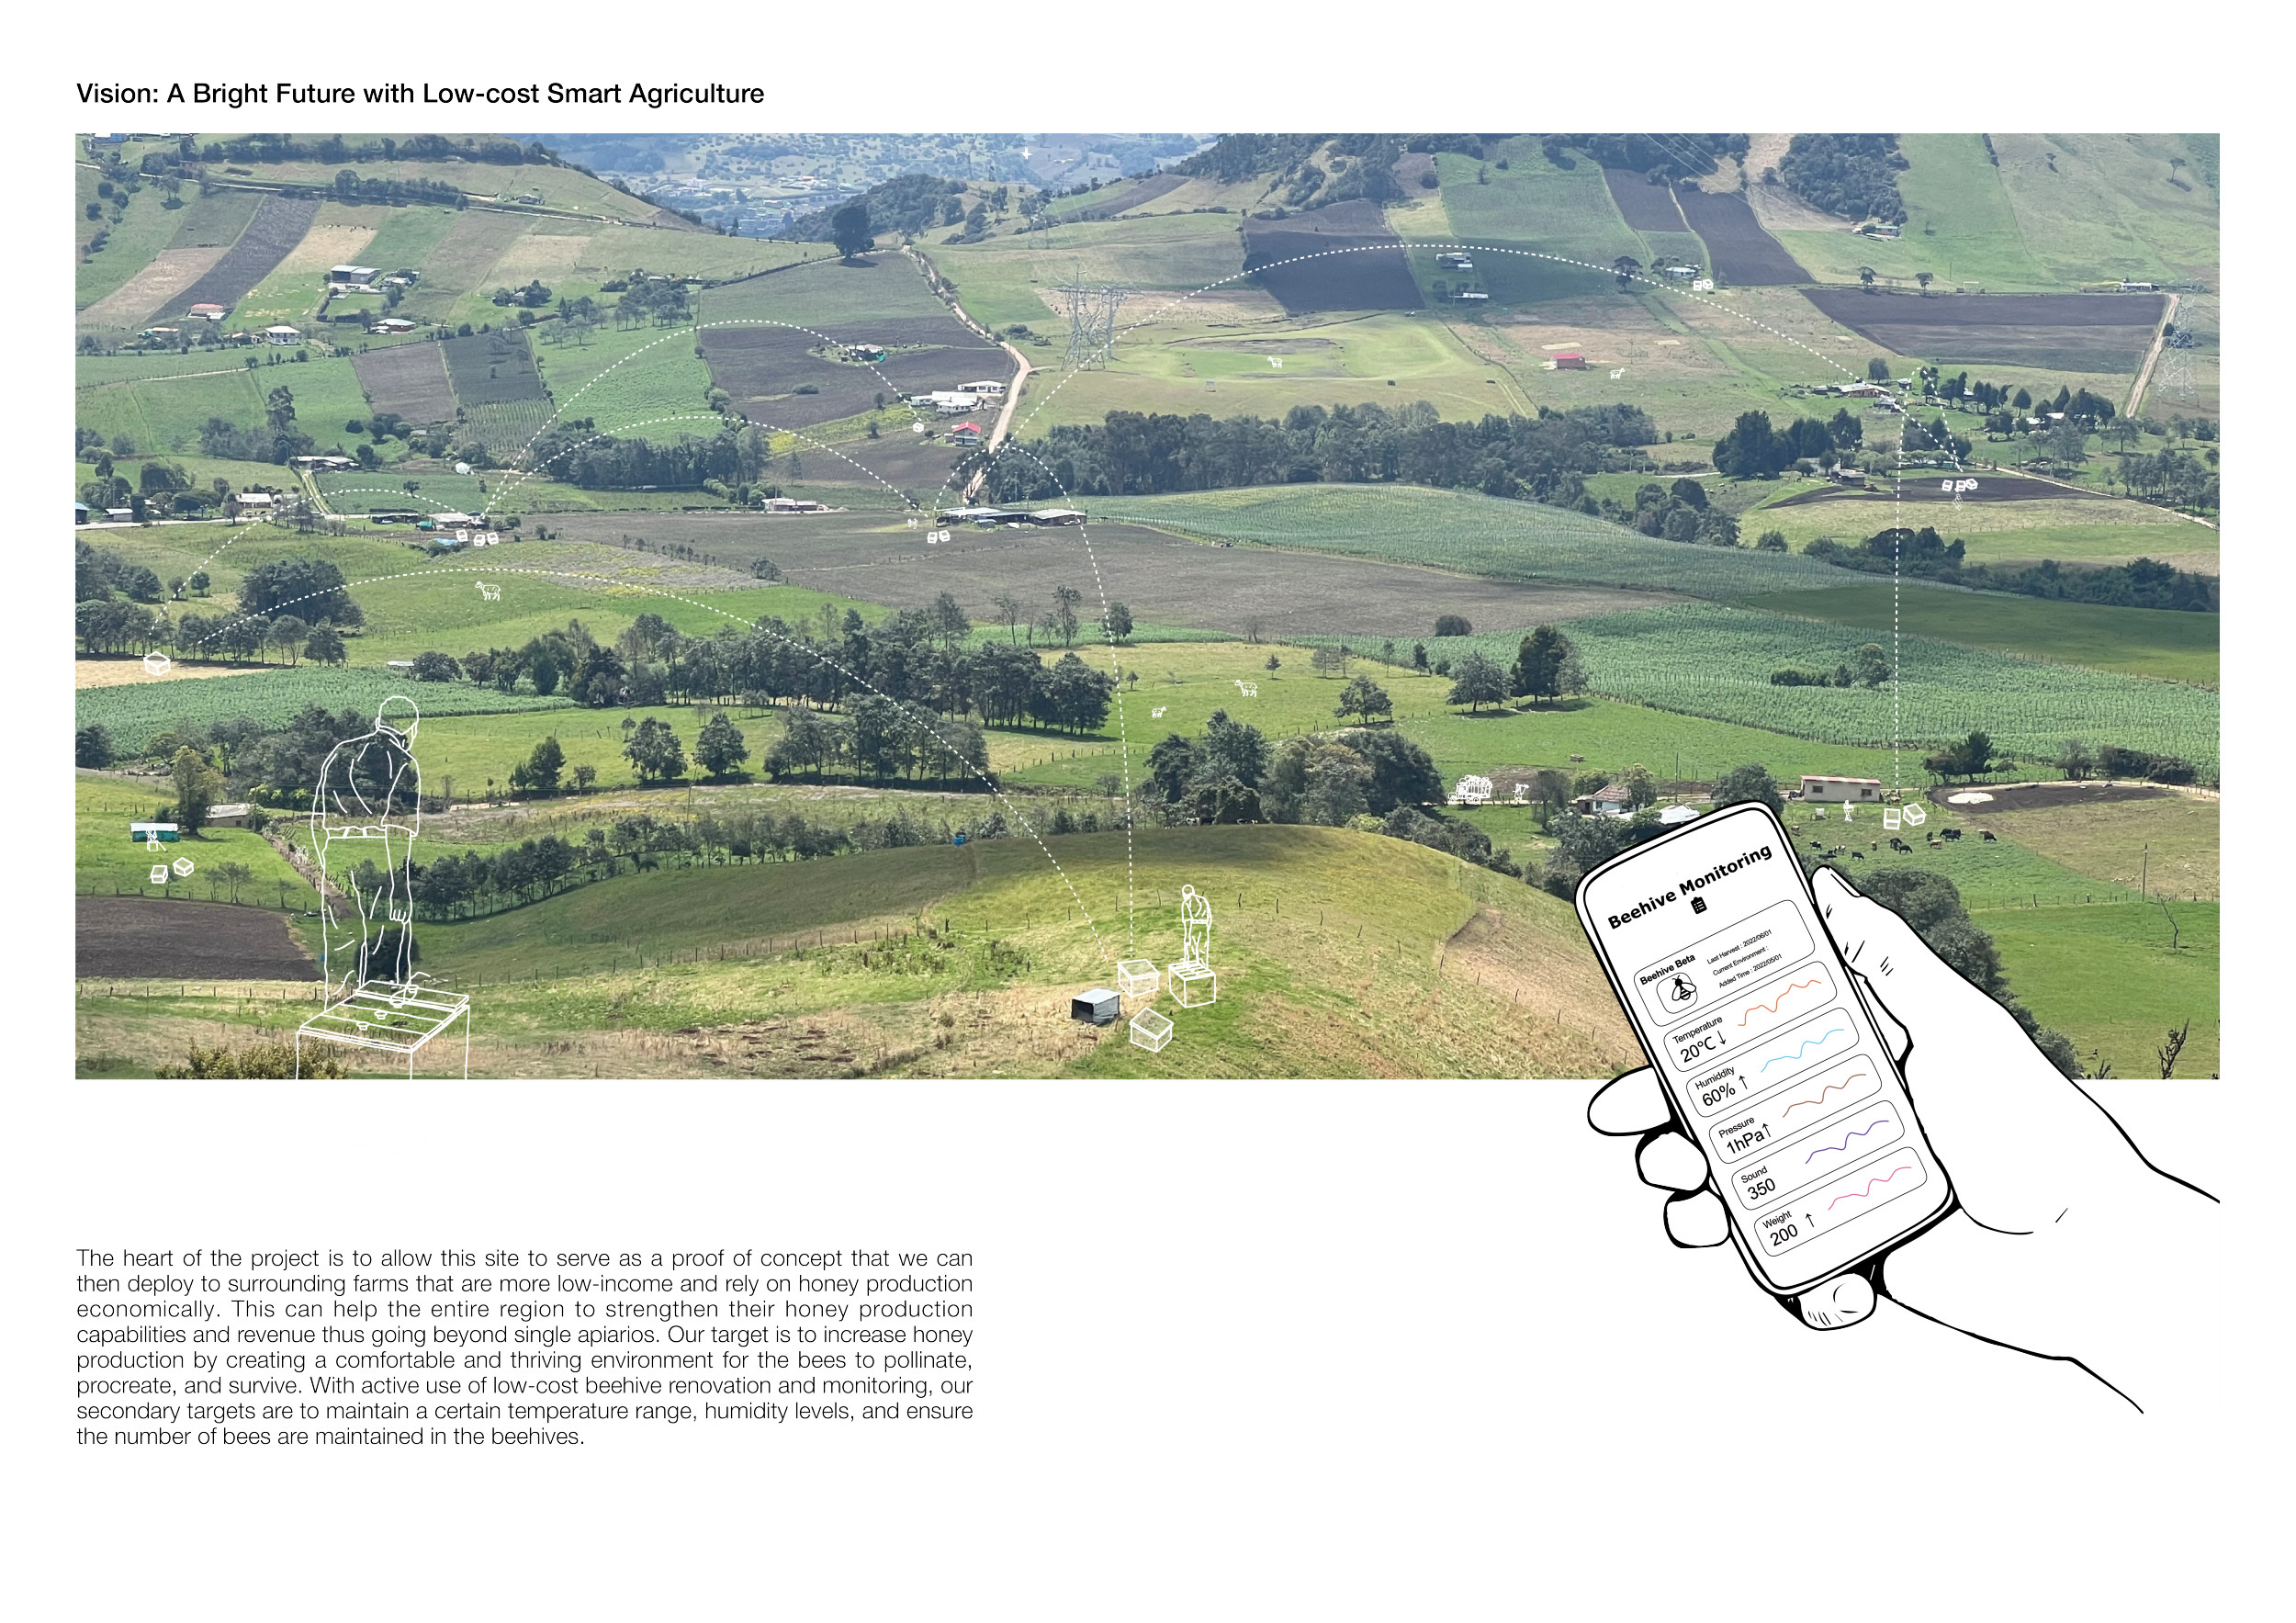 Vision: A Bright Future with Low-cost Smart Agriculture
Beehive Monitoring
Beehive Beta
Last Harvest : 2022/06/01
Current Environment :
Added Time : 2022/05/01
Temperature
20°C ↓
Humididty
60% ↑
Pressure
1hPa↑
Sound
350
Weight
200 ↑
The heart of the project is to allow this site to serve as a proof of concept that we can
then deploy to surrounding farms that are more low-income and rely on honey production
economically. This can help the entire region to strengthen their honey production
capabilities and revenue thus going beyond single apiarios. Our target is to increase honey
production by creating a comfortable and thriving environment for the bees to pollinate,
procreate, and survive. With active use of low-cost beehive renovation and monitoring, our
secondary targets are to maintain a certain temperature range, humidity levels, and ensure
the number of bees are maintained in the beehives.